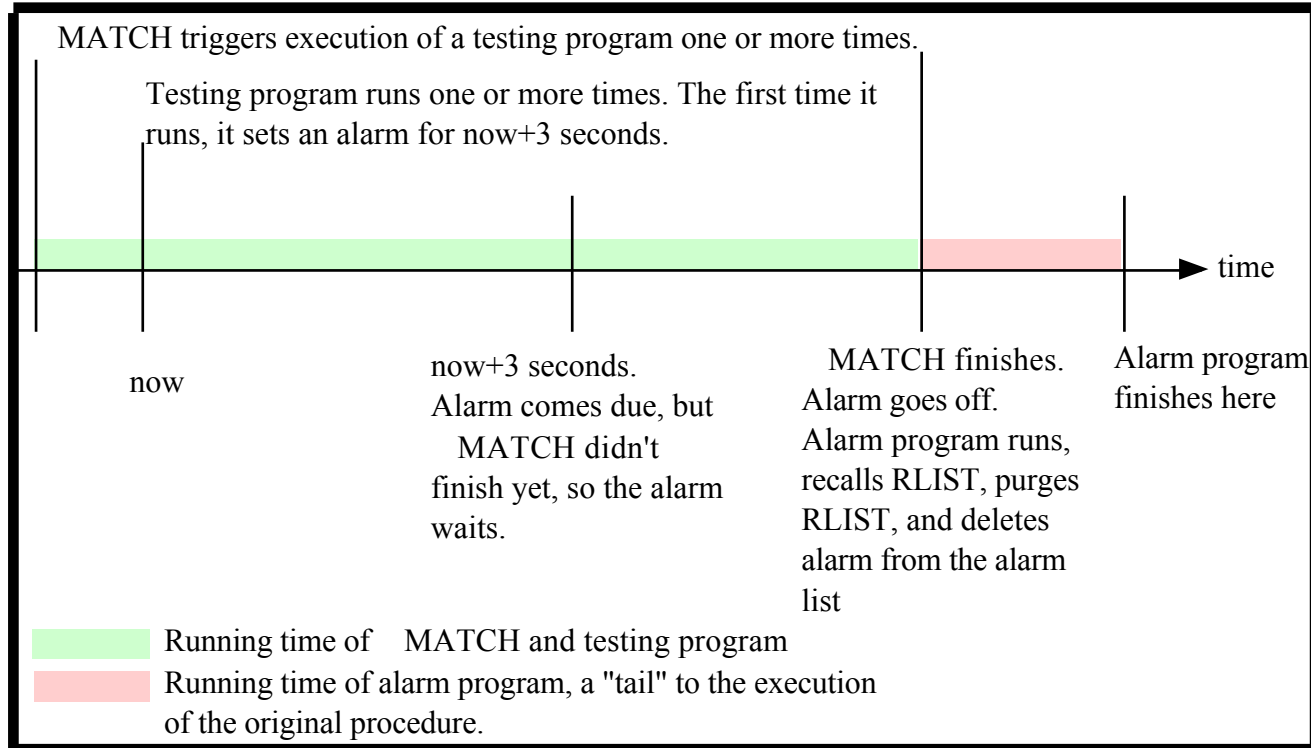 MATCH triggers execution of a testing program one or more times.
Testing program runs one or more times. The first time it
runs, it sets an alarm for now+3 seconds.
time
now
now+3 seconds.
Alarm comes due, but
MATCH didn't
finish yet, so the alarm
waits.
MATCH finishes.
Alarm goes off.
Alarm program runs,
recalls RLIST, purges
RLIST, and deletes
alarm from the alarm
list
Alarm program
finishes here
Running time of MATCH and testing program
Running time of alarm program, a "tail" to the execution
of the original procedure.